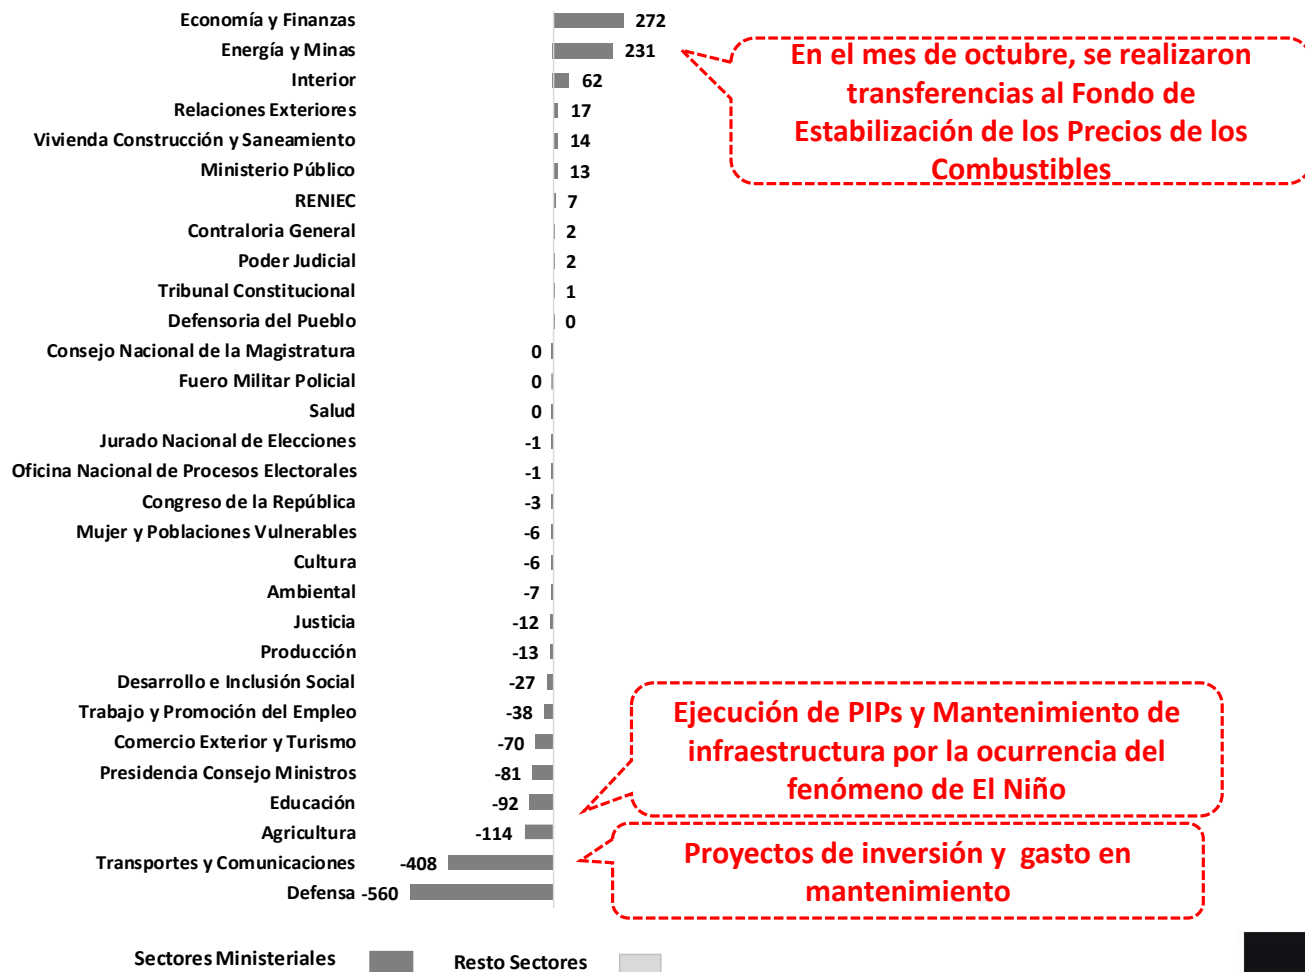 Economía y Finanzas 272
Energía y Minas 231
Interior 62
Relaciones Exteriores 17
Vivienda Construcción y Saneamiento 14
Ministerio Público 13
RENIEC 7
Contraloria General 2
Poder Judicial 2
Tribunal Constitucional 1
Defensoria del Pueblo 0
Consejo Nacional de la Magistratura 0
Fuero Militar Policial 0
Salud 0
Jurado Nacional de Elecciones -1
Oficina Nacional de Procesos Electorales -1
Congreso de la República -3
Mujer y Poblaciones Vulnerables -6
Cultura -6
Ambiental -7
Justicia -12
Producción -13
Desarrollo e Inclusión Social -27
Trabajo y Promoción del Empleo -38
Comercio Exterior y Turismo -70
Presidencia Consejo Ministros -81
Educación -92
Agricultura -114
Transportes y Comunicaciones -408
Defensa -560
En el mes de octubre, se realizaron
transferencias al Fondo de
Estabilización de los Precios de los
Combustibles
Ejecución de PIPs y Mantenimiento de
infraestructura por la ocurrencia del
fenómeno de El Niño
Proyectos de inversión y gasto en
mantenimiento
Sectores Ministeriales Resto Sectores